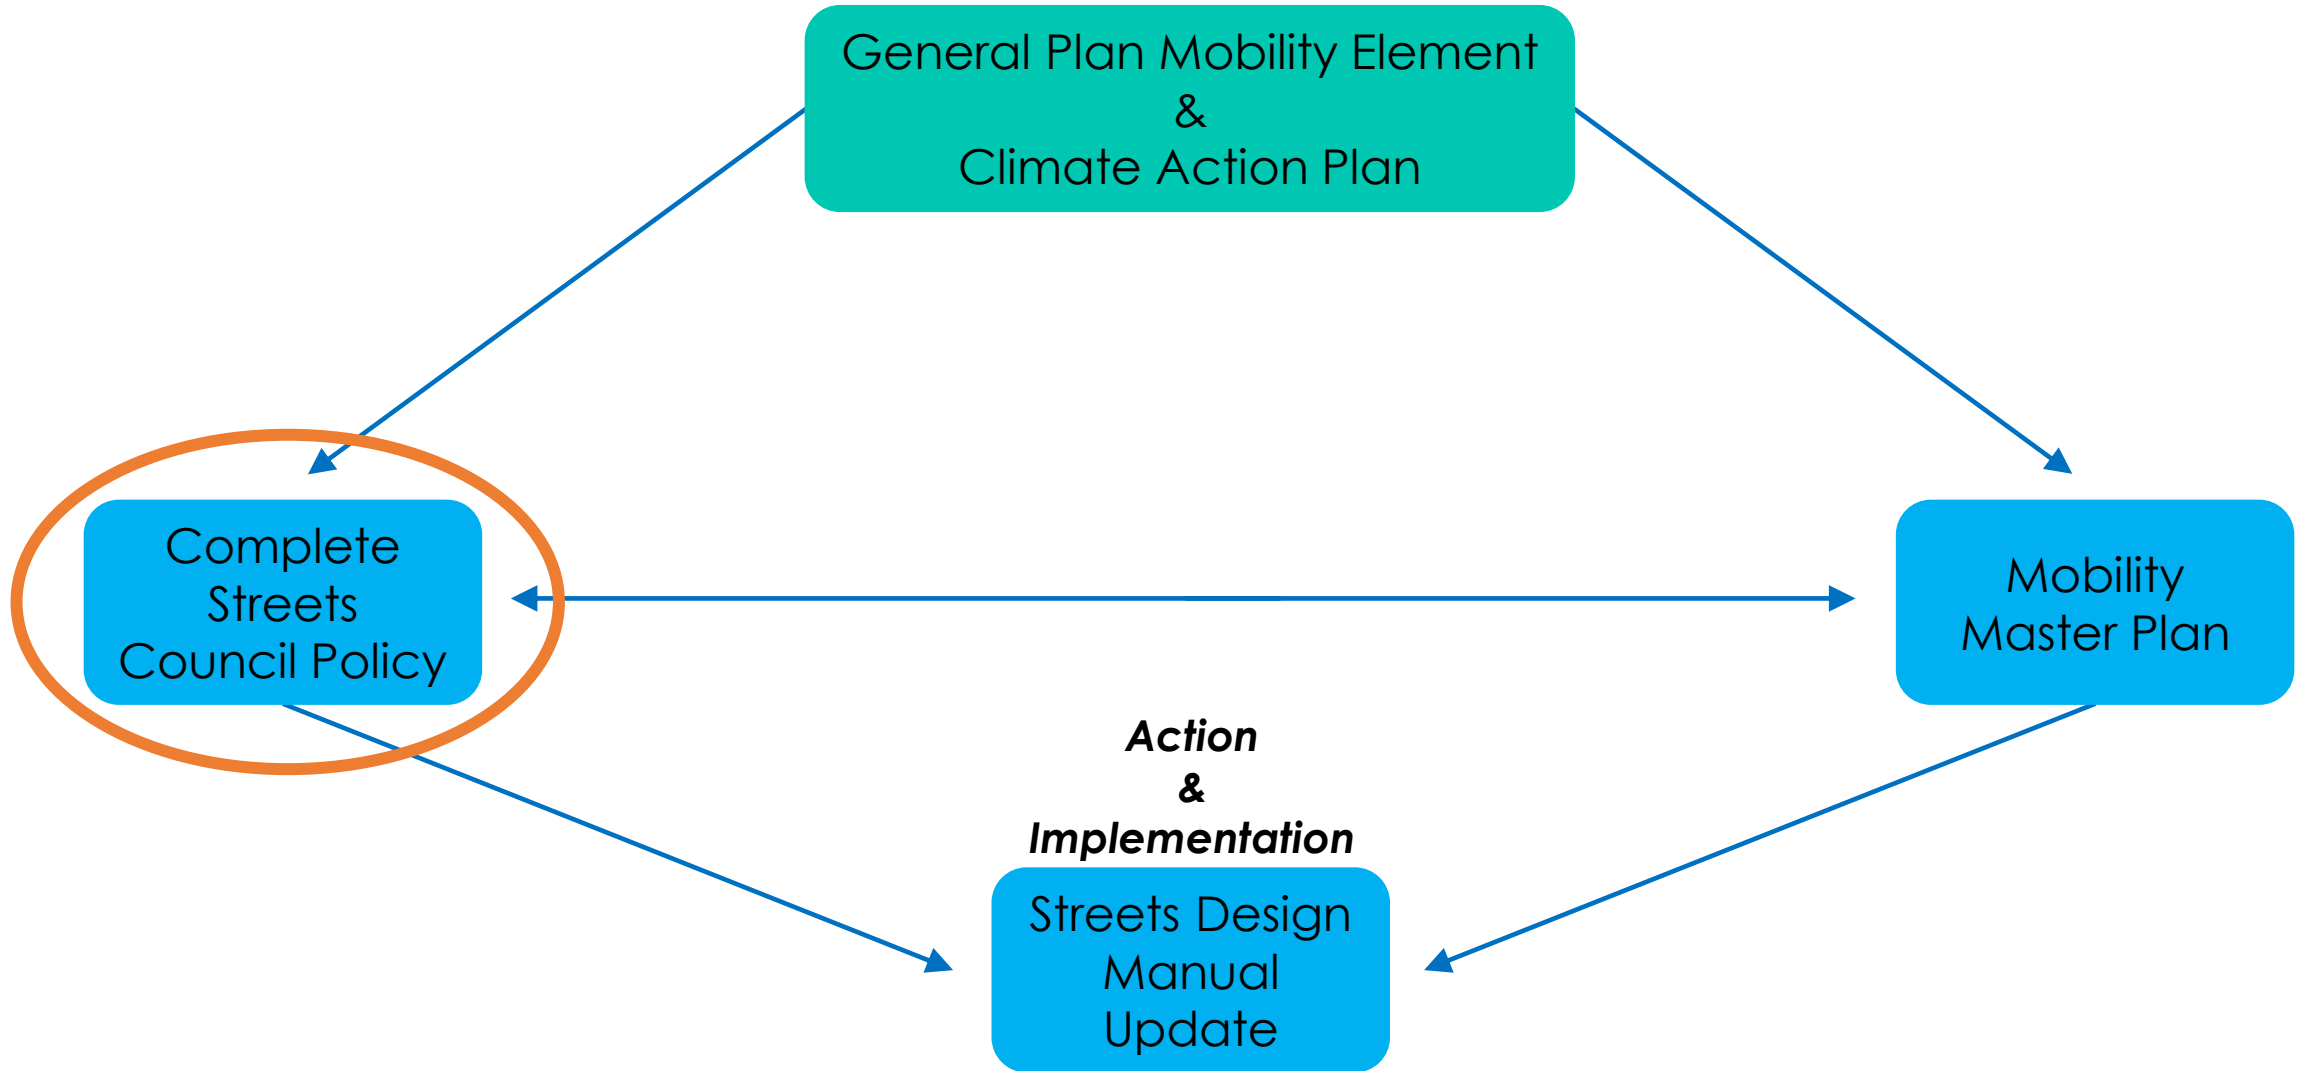 General Plan Mobility Element
&
Climate Action Plan
Complete
Streets
Council Policy
Mobility
Master Plan
Action
&
Implementation
Streets Design
Manual
Update